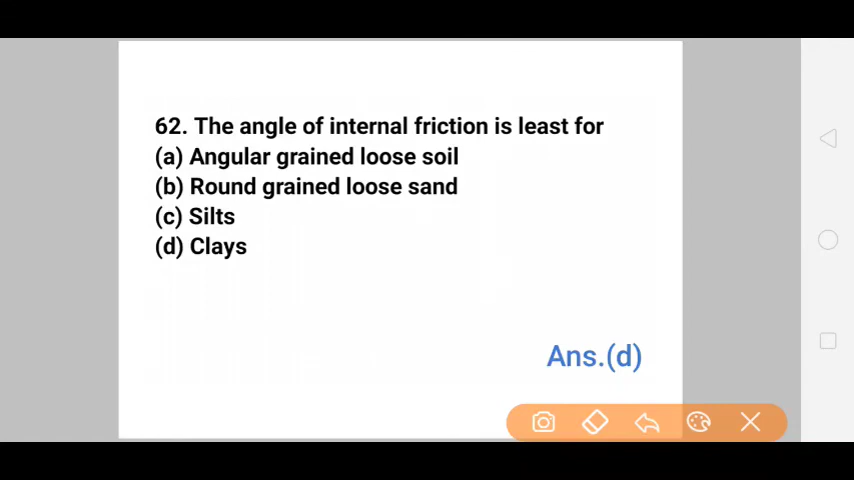 62. The angle of internal friction is least for
(a) Angular grained loose soil
(b) Round grained loose sand
(c) Silts
(d) Clays
Ans.(d)